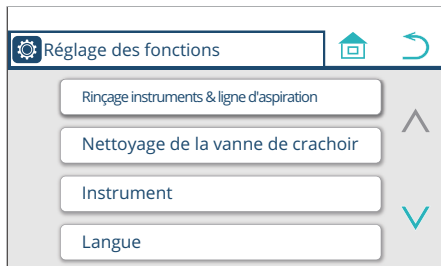 Réglage des fonctions
Rinçage instruments & ligne d'aspiration
Nettoyage de la vanne de crachoir
Instrument
Langue